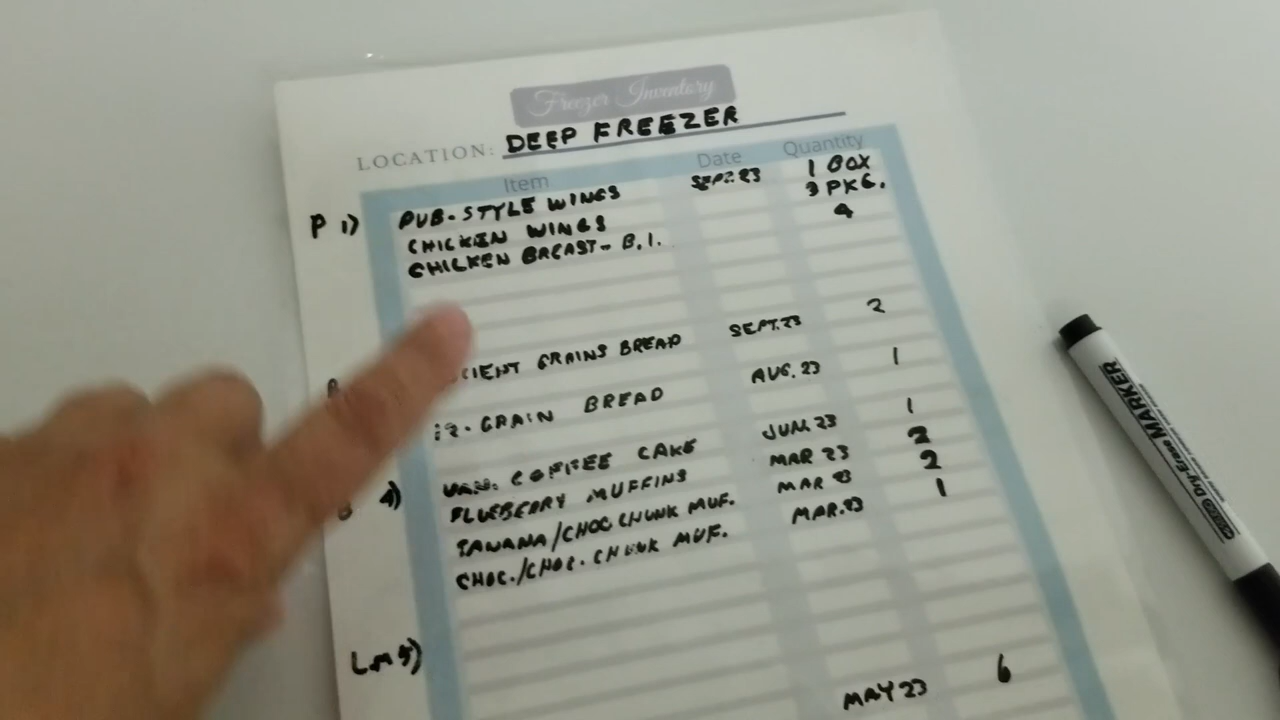 Freezer Inventory
LOCATION: DEEP FREEZER
Item Date Quantity
P 1) PUB-STYLE WINGS SEPT. 23 1 BOX
CHICKEN WINGS 3 PKG.
CHICKEN BREAST- B.I. 4
CIENT GRAINS BREAD SEPT. 23 2
12-GRAIN BREAD AUG. 23 1
4) VAN. COFFEE CAKE JUN. 23 1
BLUEBERRY MUFFINS MAR 23 2
BANANA/CHOC CHUNK MUF. MAR 23 2
CHOC./CHOC. CHUNK MUF. MAR. 23 1
L.M 5)
MAY 23 6
Dry-Erase MARKER